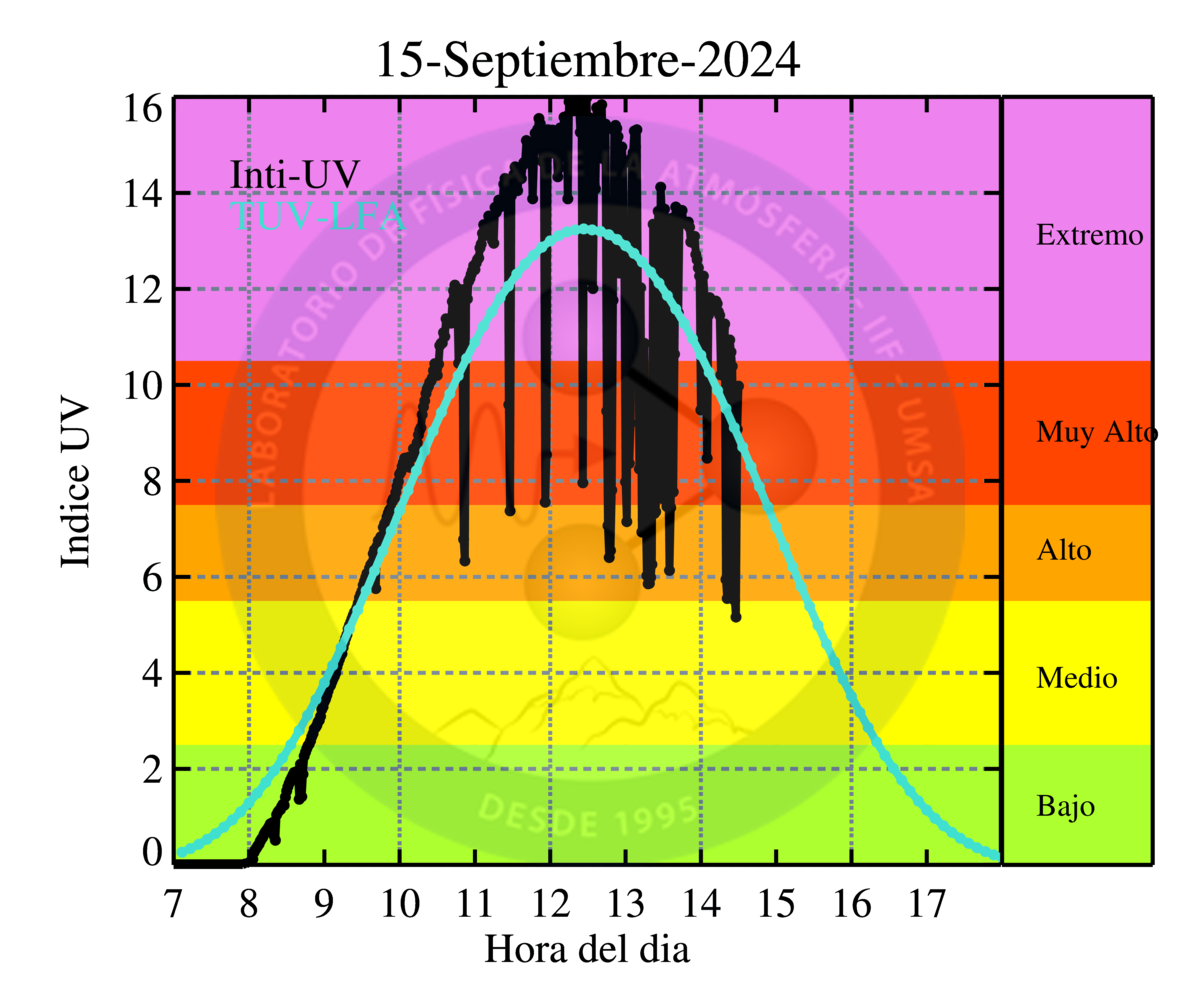 15-Septiembre-2024
Indice UV
16
14
12
10
8
6
4
2
0
Inti-UV
TUV-LFA
LABORATORIO DE FÍSICA DE LA ATMÓSFERA - IIF - UMSA
DESDE 1995
Extremo
Muy Alto
Alto
Medio
Bajo
7 8 9 10 11 12 13 14 15 16 17
Hora del dia